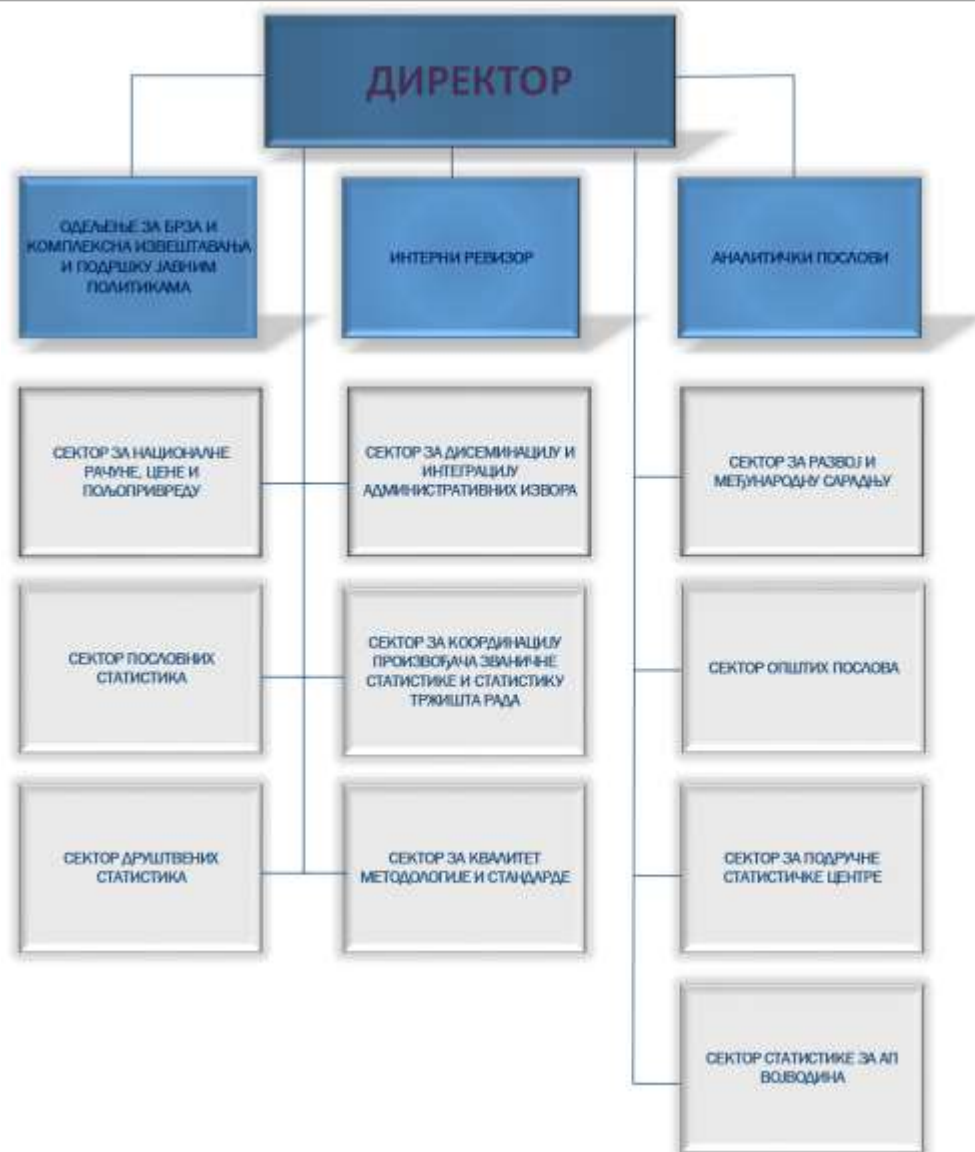 ДИРЕКТОР
ОДЕЉЕЊЕ ЗА БРЗА И
КОМПЛЕКСНА ИЗВЕШТАВАЊА
И ПОДРШКУ ЈАВНИМ
ПОЛИТИКАМА
ИНТЕРНИ РЕВИЗОР
АНАЛИТИЧКИ ПОСЛОВИ
СЕКТОР ЗА НАЦИОНАЛНЕ
РАЧУНЕ, ЦЕНЕ И
ПОЉОПРИВРЕДУ
СЕКТОР ЗА ДИСЕМИНАЦИЈУ И
ИНТЕГРАЦИЈУ
АДМИНИСТРАТИВНИХ ИЗВОРА
СЕКТОР ЗА РАЗВОЈ И
МЕЂУНАРОДНУ САРАДЊУ
СЕКТОР ПОСЛОВНИХ
СТАТИСТИКА
СЕКТОР ЗА КООРДИНАЦИЈУ
ПРОИЗВОЂАЧА ЗВАНИЧНЕ
СТАТИСТИКЕ И СТАТИСТИКУ
ТРЖИШТА РАДА
СЕКТОР ОПШТИХ ПОСЛОВА
СЕКТОР ДРУШТВЕНИХ
СТАТИСТИКА
СЕКТОР ЗА КВАЛИТЕТ
МЕТОДОЛОГИЈЕ И СТАНДАРДЕ
СЕКТОР ЗА ПОДРУЧНЕ
СТАТИСТИЧКЕ ЦЕНТРЕ
СЕКТОР СТАТИСТИКЕ ЗА АП
ВОЈВОДИНА